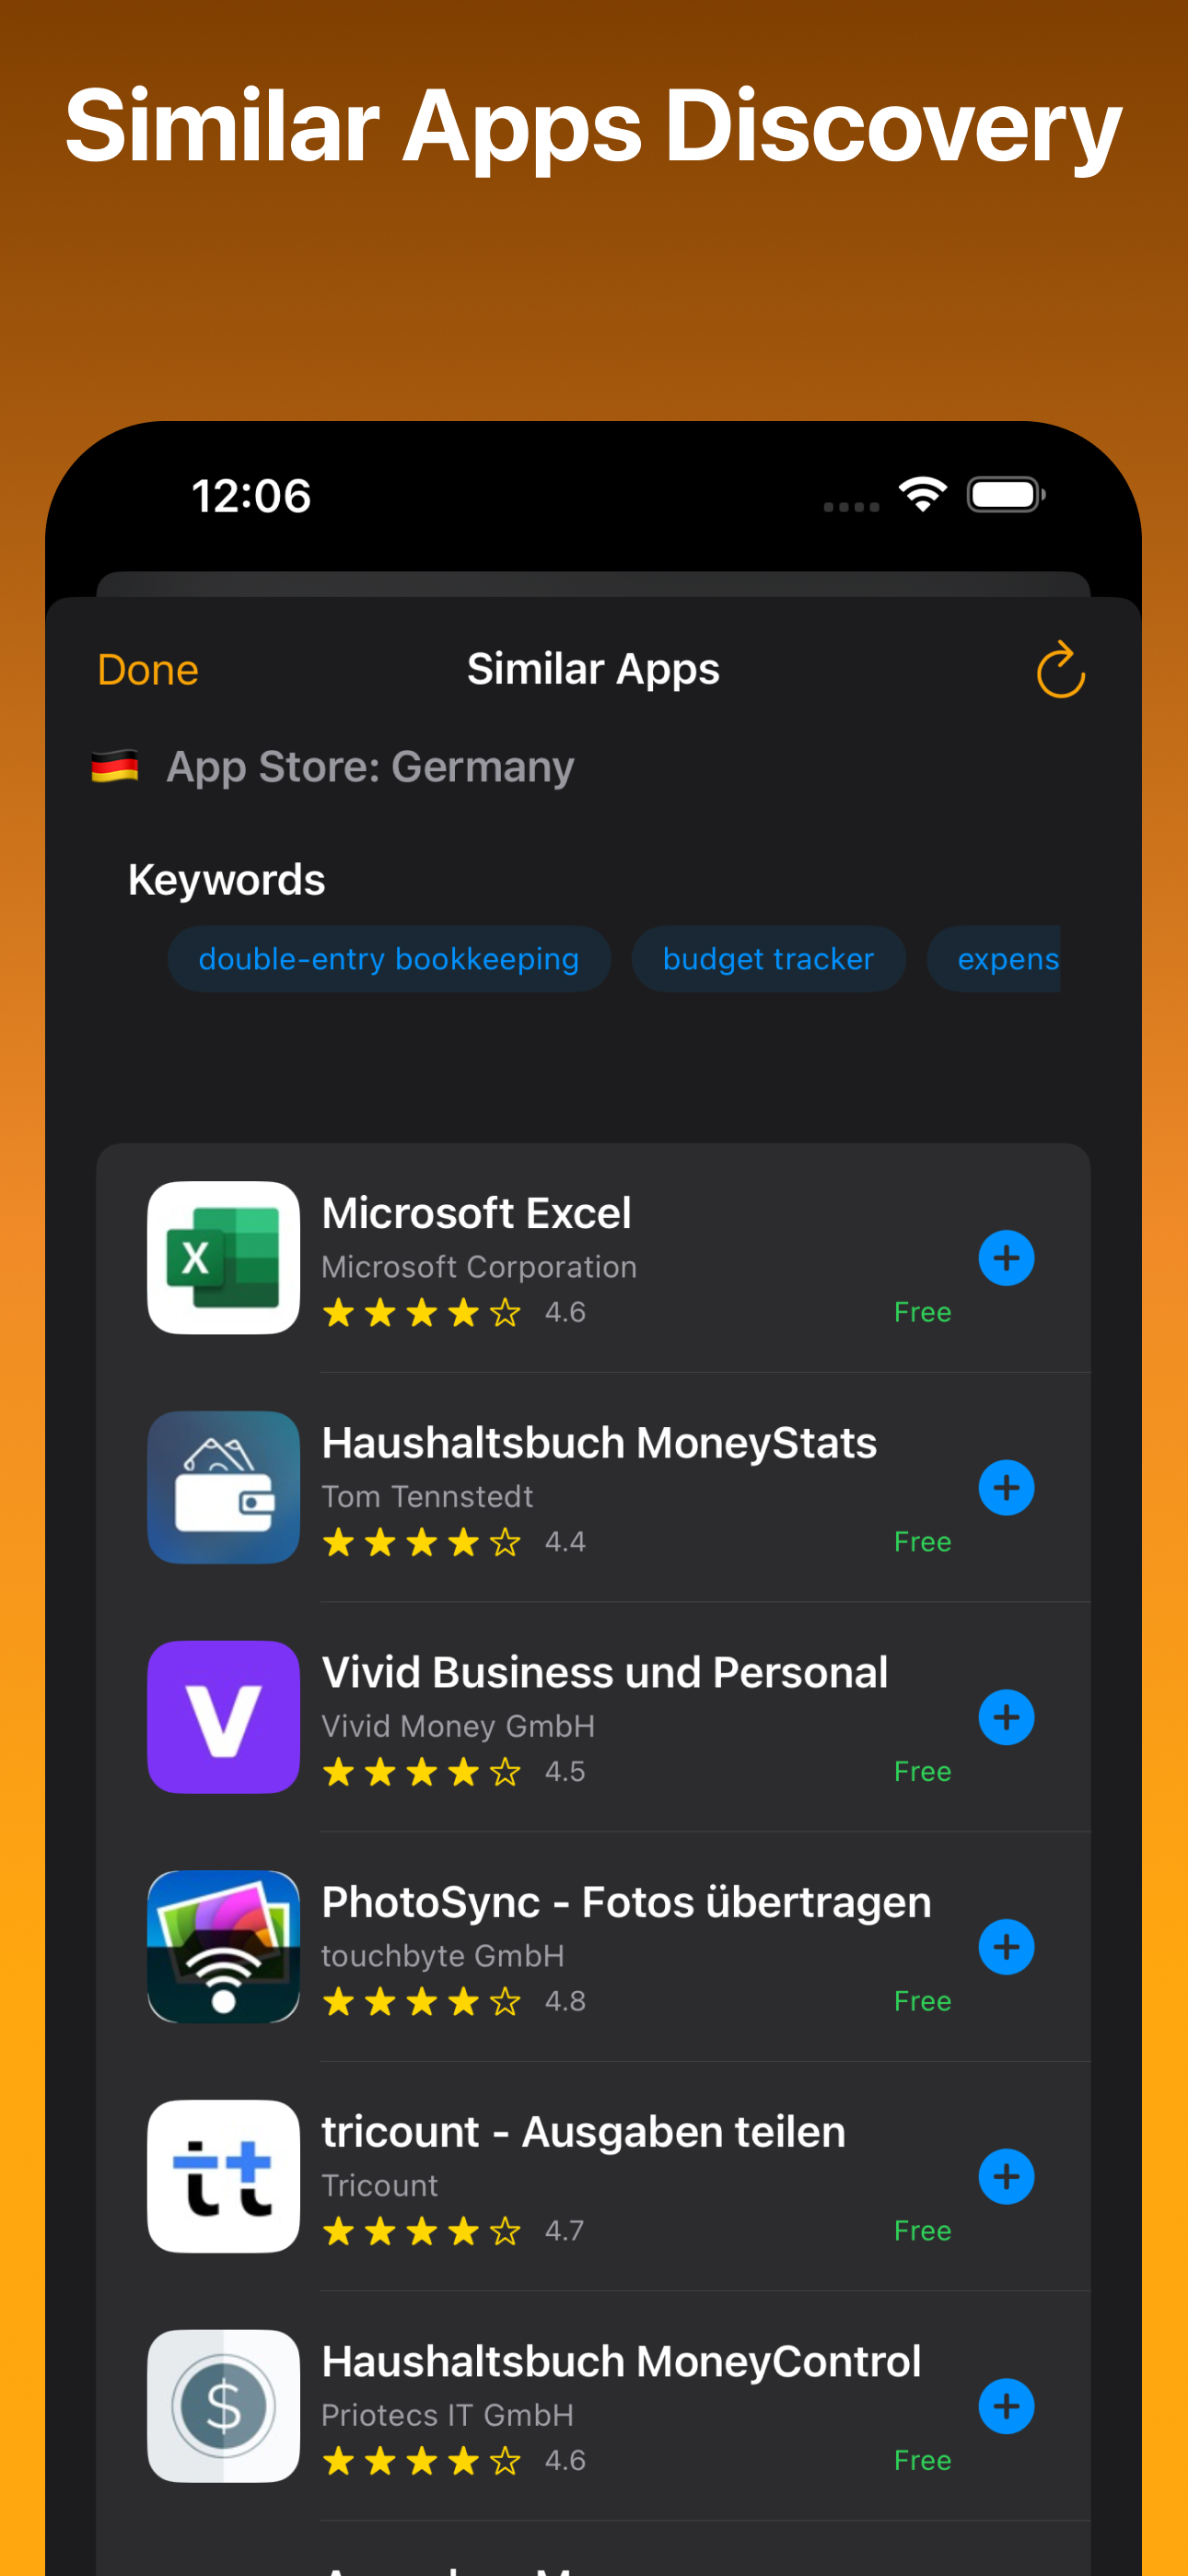 Similar Apps Discovery
12:06
Done
Similar Apps
App Store: Germany
Keywords
double-entry bookkeeping
budget tracker
expens
X
Microsoft Excel
Microsoft Corporation
4.6
Free
Haushaltsbuch MoneyStats
Tom Tennstedt
4.4
Free
V
Vivid Business und Personal
Vivid Money GmbH
4.5
Free
PhotoSync - Fotos übertragen
touchbyte GmbH
4.8
Free
tt
tricount - Ausgaben teilen
Tricount
4.7
Free
$
Haushaltsbuch MoneyControl
Priotecs IT GmbH
4.6
Free